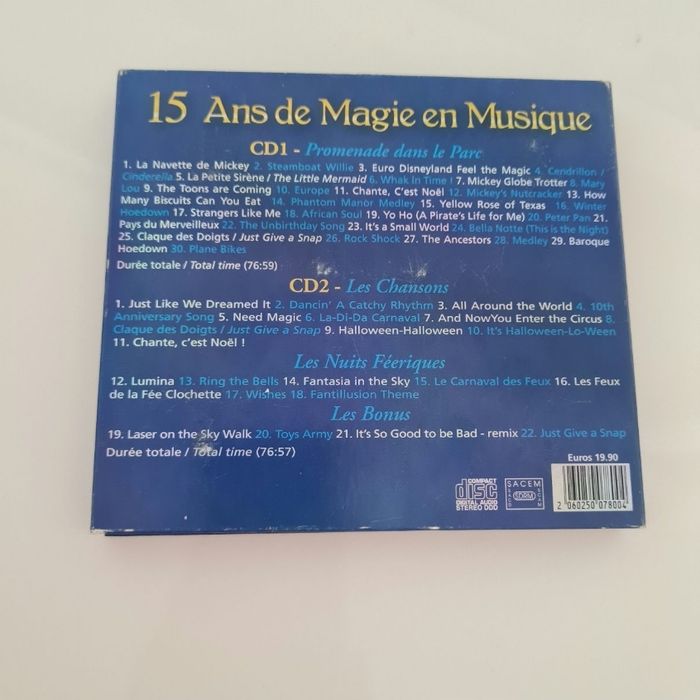 15 Ans de Magie en Musique
CD1 - Promenade dans le Parc
1. La Navette de Mickey 2. Steamboat Willie 3. Euro Disneyland Feel the Magic 4. Cendrillon /
Cinderella 5. La Petite Sirène / The Little Mermaid 6. Whak In Time ! 7. Mickey Globe Trotter 8. Mary
Lou 9. The Toons are Coming 10. Europe 11. Chante, C'est Noël 12. Mickey's Nutcracker 13. How
Many Biscuits Can You Eat 14. Phantom Manor Medley 15. Yellow Rose of Texas 16. Winter
Hoedown 17. Strangers Like Me 18. African Soul 19. Yo Ho (A Pirate's Life for Me) 20. Peter Pan 21.
Pays du Merveilleux 22. The Unbirthday Song 23. It's a Small World 24. Bella Notte (This is the Night)
25. Claque des Doigts / Just Give a Snap 26. Rock Shock 27. The Ancestors 28. Medley 29. Baroque
Hoedown 30. Plane Bikes
Durée totale / Total time (76:59)
CD2 - Les Chansons
1. Just Like We Dreamed It 2. Dancin' A Catchy Rhythm 3. All Around the World 4. 10th
Anniversary Song 5. Need Magic 6. La-Di-Da Carnaval 7. And NowYou Enter the Circus 8.
Claque des Doigts / Just Give a Snap 9. Halloween-Halloween 10. It's Halloween-Lo-Ween
11. Chante, c'est Noël !
Les Nuits Féeriques
12. Lumina 13. Ring the Bells 14. Fantasia in the Sky 15. Le Carnaval des Feux 16. Les Feux
de la Fée Clochette 17. Wishes 18. Fantillusion Theme
Les Bonus
19. Laser on the Sky Walk 20. Toys Army 21. It's So Good to be Bad - remix 22. Just Give a Snap
Durée totale / Total time (76:57)
Euros 19.90
COMPACT
disc
DIGITAL AUDIO
STEREO DDD
SACEM
SDRM
2 060250 078004